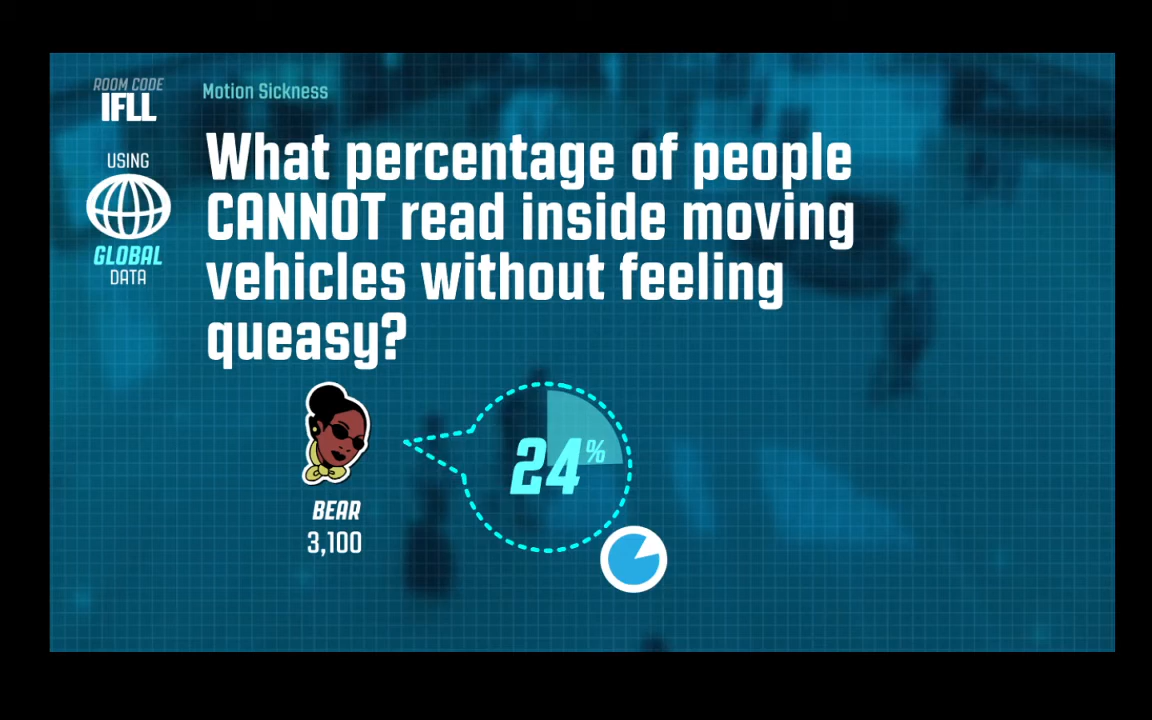 ROOM CODE
IFLL
USING
GLOBAL
DATA
Motion Sickness
What percentage of people
CANNOT read inside moving
vehicles without feeling
queasy?
24%
BEAR
3,100